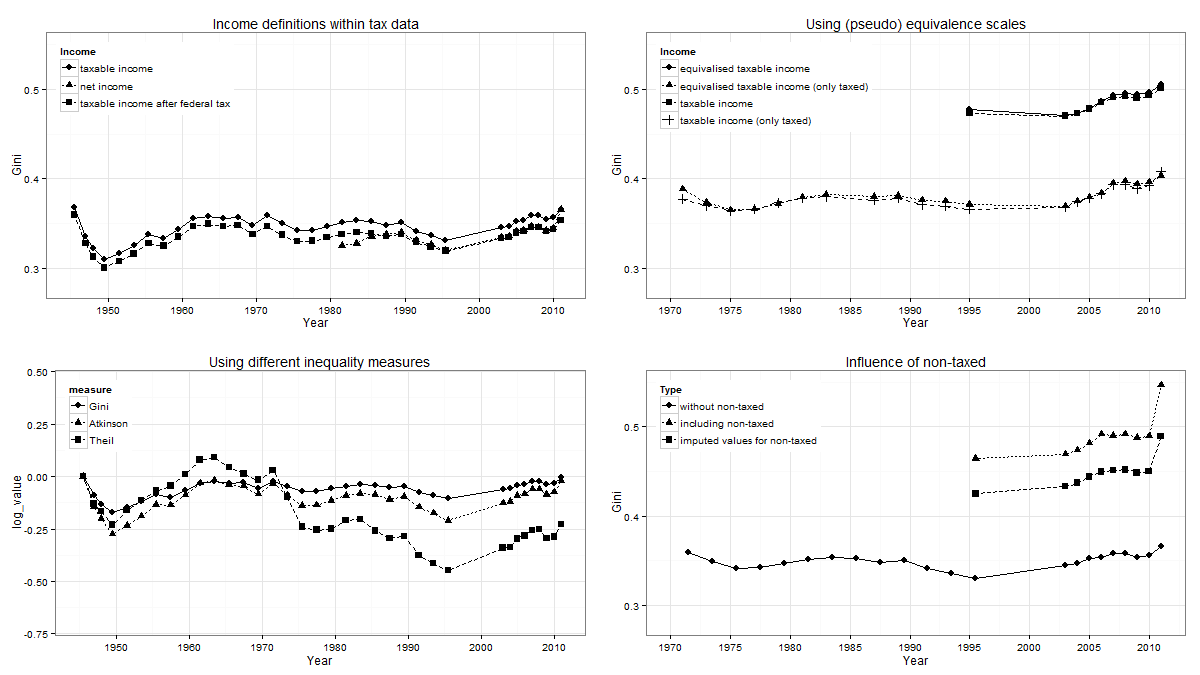 Income definitions within tax data
Income
taxable income
net income
taxable income after federal tax
0.5
0.4
0.3
Gini
1950 1960 1970 1980 1990 2000 2010
Year
Using (pseudo) equivalence scales
Income
equivalised taxable income
equivalised taxable income (only taxed)
taxable income
taxable income (only taxed)
0.5
0.4
0.3
Gini
1970 1975 1980 1985 1990 1995 2000 2005 2010
Year
Using different inequality measures
measure
Gini
Atkinson
Theil
0.50
0.25
0.00
-0.25
-0.50
-0.75
log_value
1950 1960 1970 1980 1990 2000 2010
Year
Influence of non-taxed
Type
without non-taxed
including non-taxed
imputed values for non-taxed
0.5
0.4
0.3
Gini
1970 1975 1980 1985 1990 1995 2000 2005 2010
Year